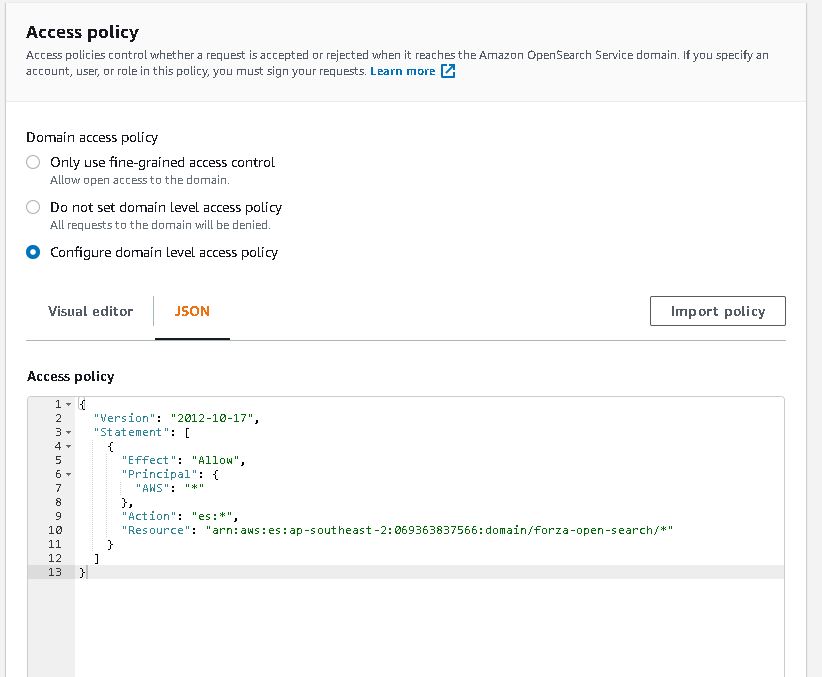 Access policy
Access policies control whether a request is accepted or rejected when it reaches the Amazon OpenSearch Service domain. If you specify an
account, user, or role in this policy, you must sign your requests. Learn more
Domain access policy
Only use fine-grained access control
Allow open access to the domain.
Do not set domain level access policy
All requests to the domain will be denied.
Configure domain level access policy
Visual editor JSON Import policy
Access policy
1 {
2 "Version": "2012-10-17",
3 "Statement": [
4 {
5 "Effect": "Allow",
6 "Principal": {
7 "AWS": "*"
8 },
9 "Action": "es:*",
10 "Resource": "arn:aws:es:ap-southeast-2:069363837566:domain/forza-open-search/*"
11 }
12 ]
13 }